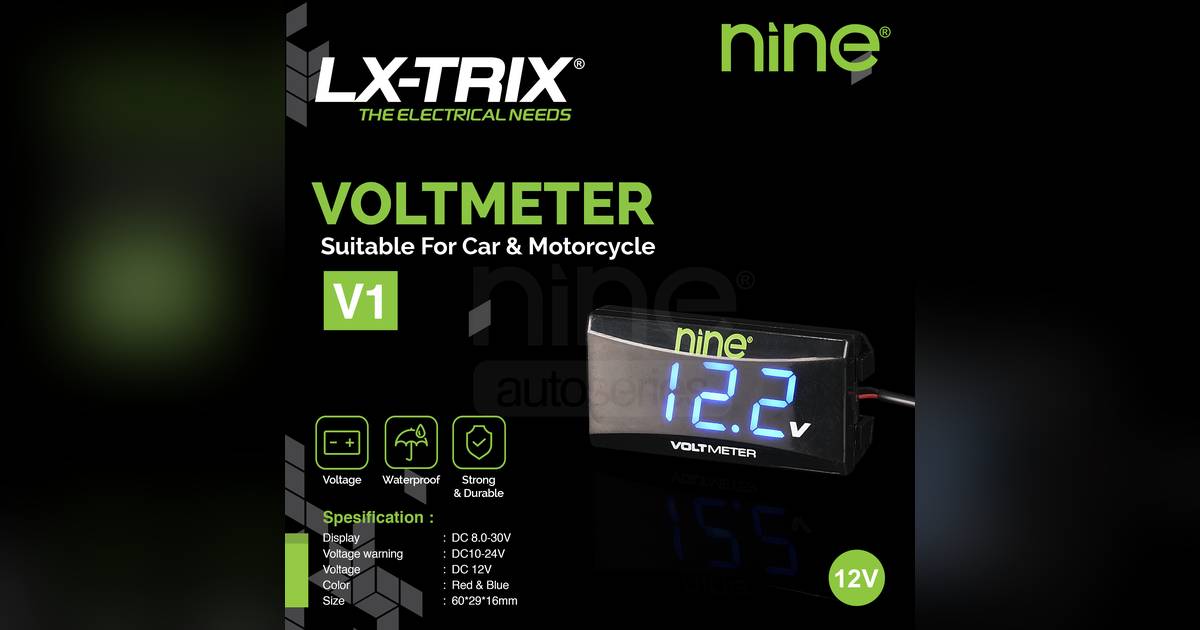 LX-TRIX®
THE ELECTRICAL NEEDS
nine®
VOLTMETER
Suitable For Car & Motorcycle
V1
nine®
autoseries
nine®
12.2V
VOLTMETER
Voltage
Waterproof
Strong
& Durable
Spesification :
Display : DC 8.0-30V
Voltage warning : DC10-24V
Voltage : DC 12V
Color : Red & Blue
Size : 60*29*16mm
12V